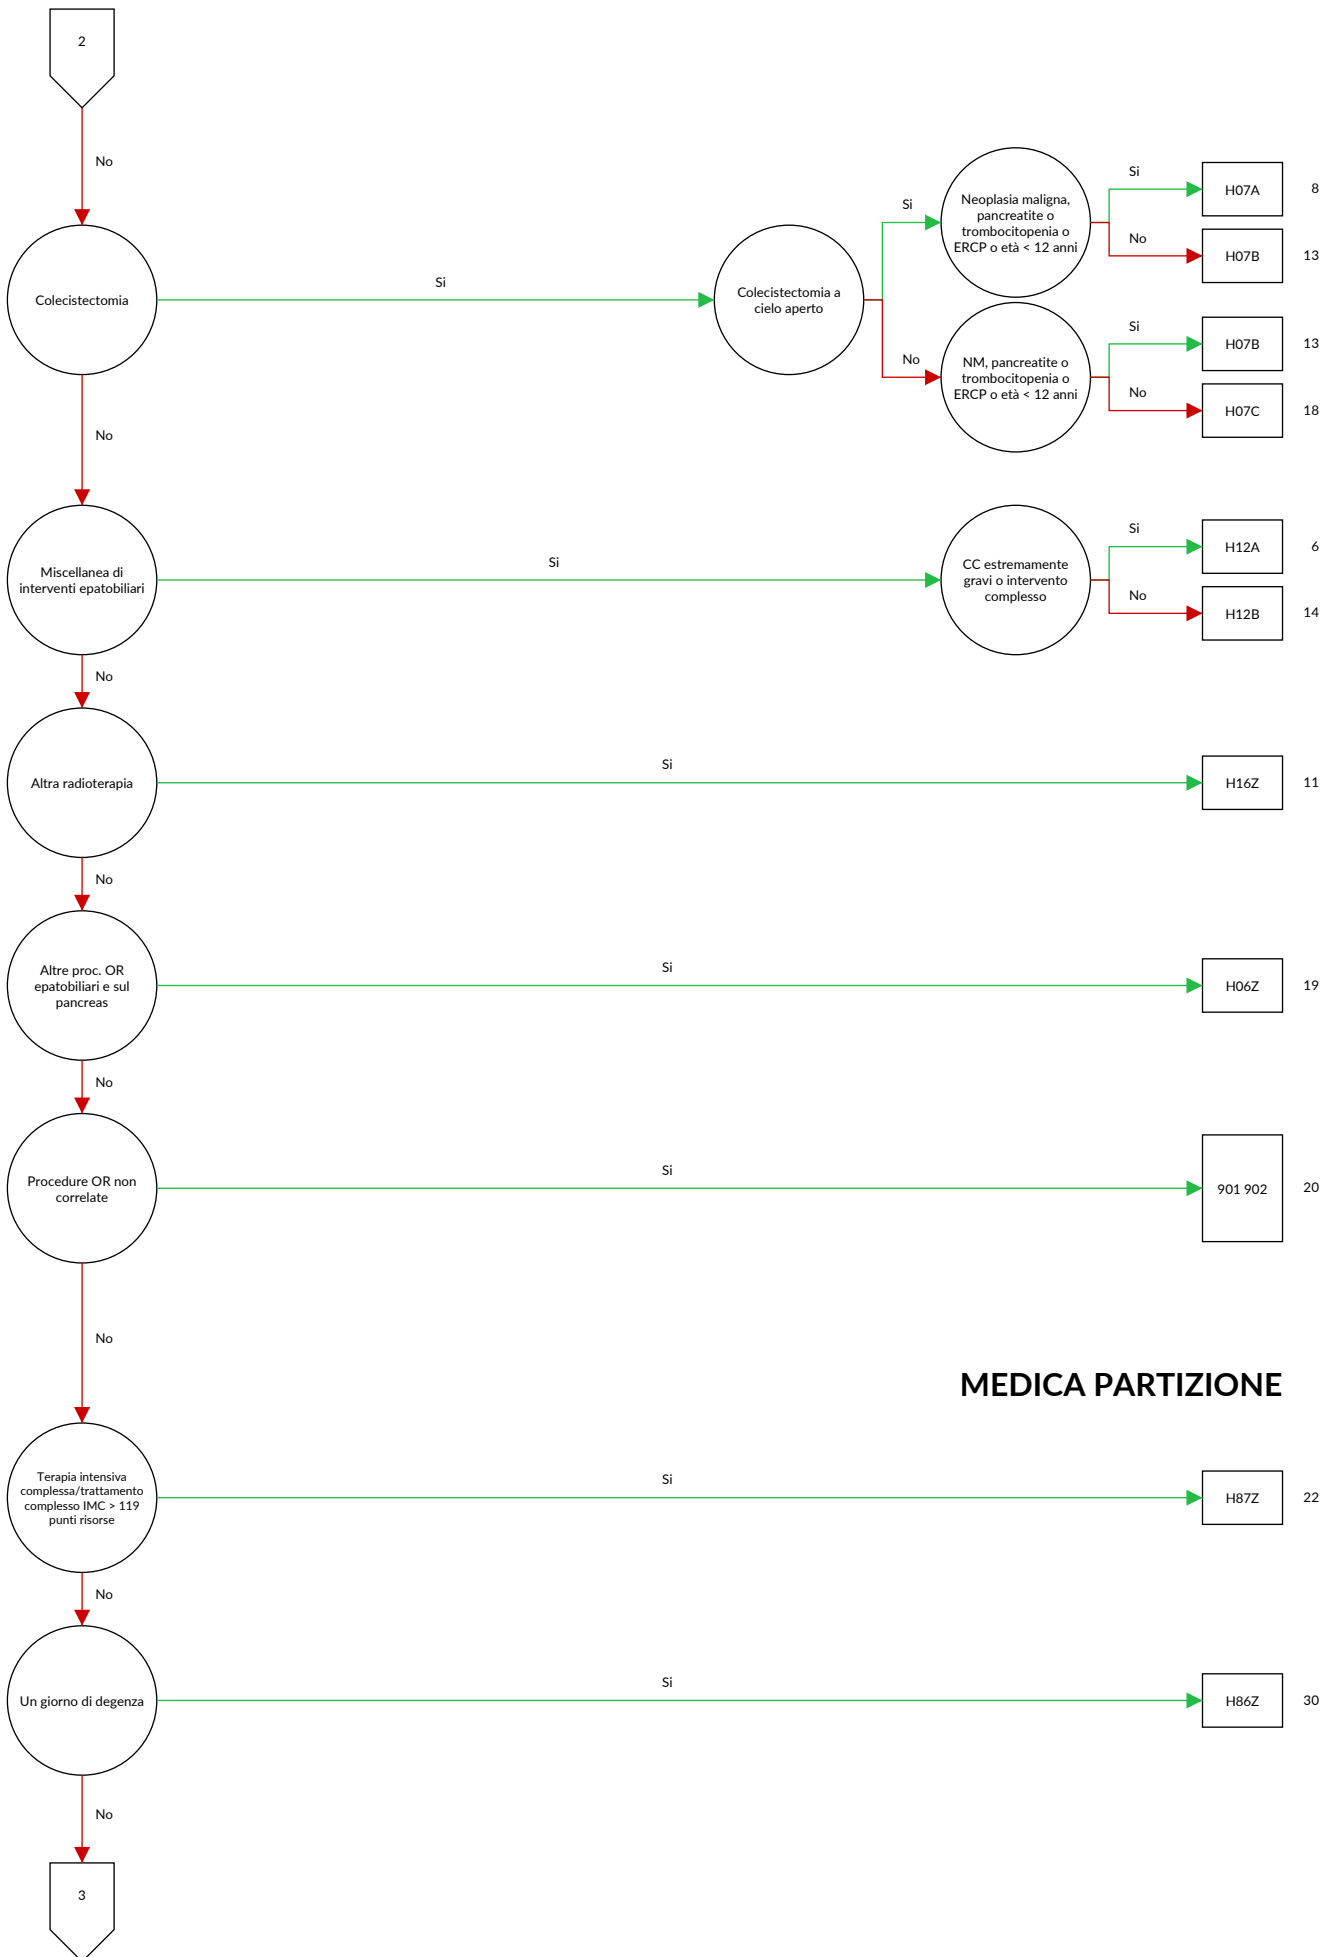 2
No
Colecistectomia
Si
Colecistectomia a
cielo aperto
Si
Neoplasia maligna,
pancreatite o
trombocitopenia o
ERCP o età < 12 anni
Si
H07A
8
No
H07B
13
No
NM, pancreatite o
trombocitopenia o
ERCP o età < 12 anni
Si
H07B
13
No
H07C
18
No
Miscellanea di
interventi epatobiliari
Si
CC estremamente
gravi o intervento
complesso
Si
H12A
6
No
H12B
14
No
Altra radioterapia
Si
H16Z
11
No
Altre proc. OR
epatobiliari e sul
pancreas
Si
H06Z
19
No
Procedure OR non
correlate
Si
901 902
20
No
MEDICA PARTIZIONE
Terapia intensiva
complessa/trattamento
complesso IMC > 119
punti risorse
Si
H87Z
22
No
Un giorno di degenza
Si
H86Z
30
No
3